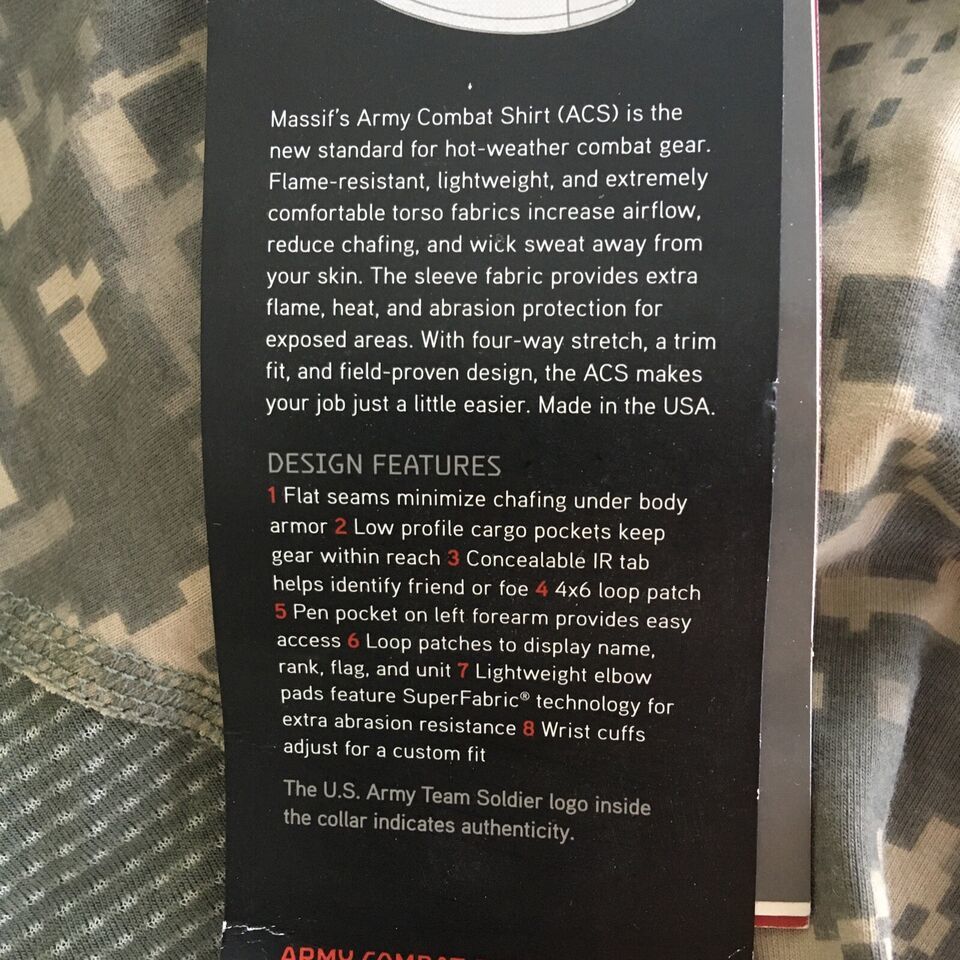 Massif's Army Combat Shirt (ACS) is the
new standard for hot-weather combat gear.
Flame-resistant, lightweight, and extremely
comfortable torso fabrics increase airflow,
reduce chafing, and wick sweat away from
your skin. The sleeve fabric provides extra
flame, heat, and abrasion protection for
exposed areas. With four-way stretch, a trim
fit, and field-proven design, the ACS makes
your job just a little easier. Made in the USA.
DESIGN FEATURES
1 Flat seams minimize chafing under body
armor 2 Low profile cargo pockets keep
gear within reach 3 Concealable IR tab
helps identify friend or foe 4 4x6 loop patch
5 Pen pocket on left forearm provides easy
access 6 Loop patches to display name,
rank, flag, and unit 7 Lightweight elbow
pads feature SuperFabric® technology for
extra abrasion resistance 8 Wrist cuffs
adjust for a custom fit
The U.S. Army Team Soldier logo inside
the collar indicates authenticity.
ARMY COMBAT